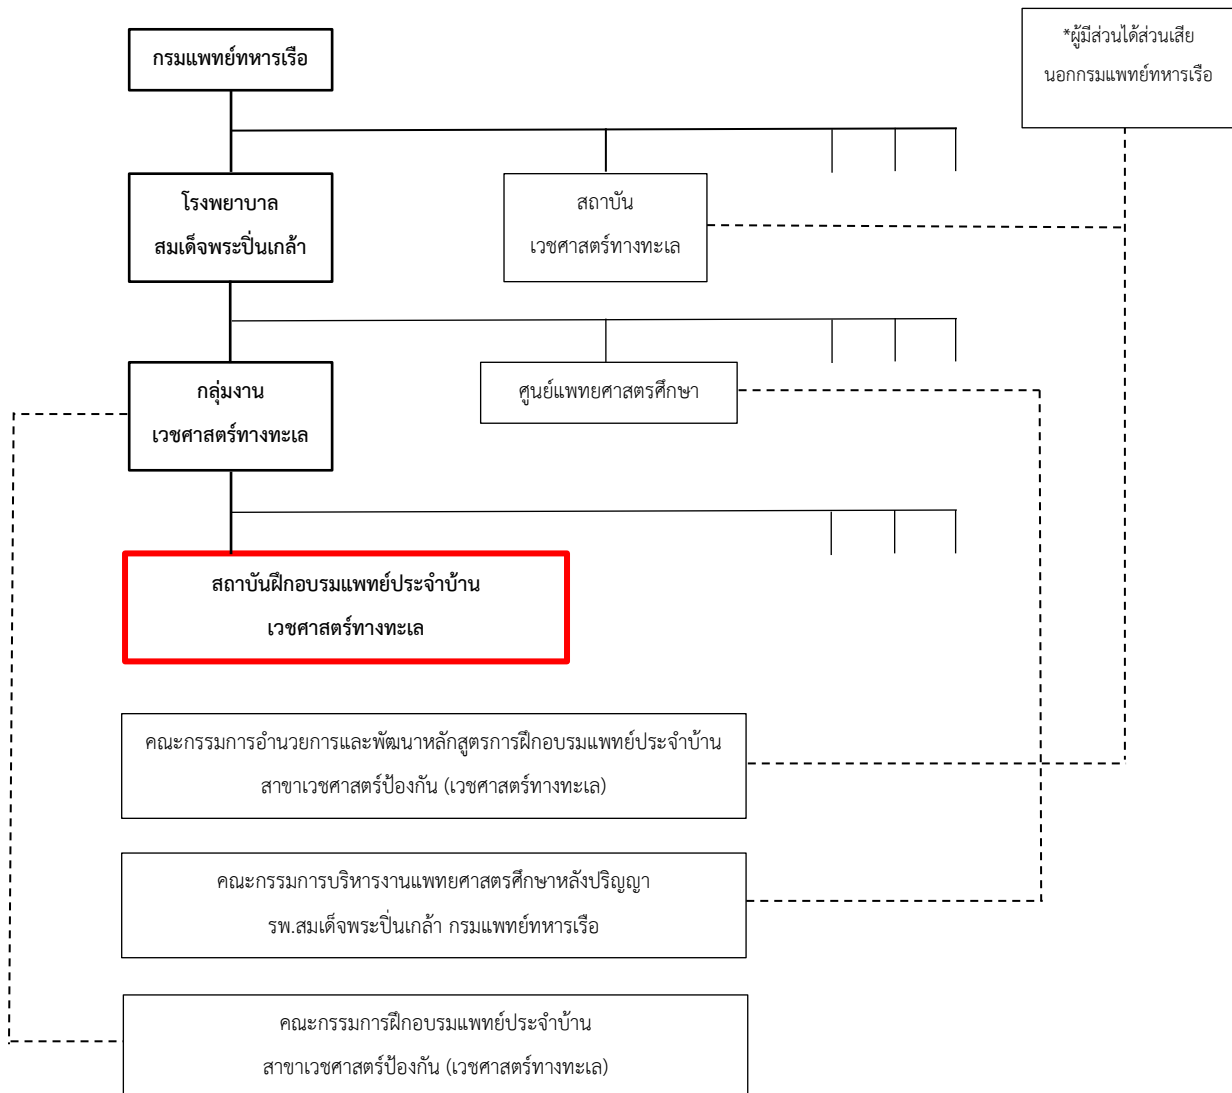 *ผู้มีส่วนได้ส่วนเสีย
นอกกรมแพทย์ทหารเรือ
กรมแพทย์ทหารเรือ
โรงพยาบาล
สมเด็จพระปิ่นเกล้า
สถาบัน
เวชศาสตร์ทางทะเล
กลุ่มงาน
เวชศาสตร์ทางทะเล
ศูนย์แพทยศาสตรศึกษา
สถาบันฝึกอบรมแพทย์ประจำบ้าน
เวชศาสตร์ทางทะเล
คณะกรรมการอำนวยการและพัฒนาหลักสูตรการฝึกอบรมแพทย์ประจำบ้าน
สาขาเวชศาสตร์ป้องกัน (เวชศาสตร์ทางทะเล)
คณะกรรมการบริหารงานแพทยศาสตรศึกษาหลังปริญญา
รพ.สมเด็จพระปิ่นเกล้า กรมแพทย์ทหารเรือ
คณะกรรมการฝึกอบรมแพทย์ประจำบ้าน
สาขาเวชศาสตร์ป้องกัน (เวชศาสตร์ทางทะเล)